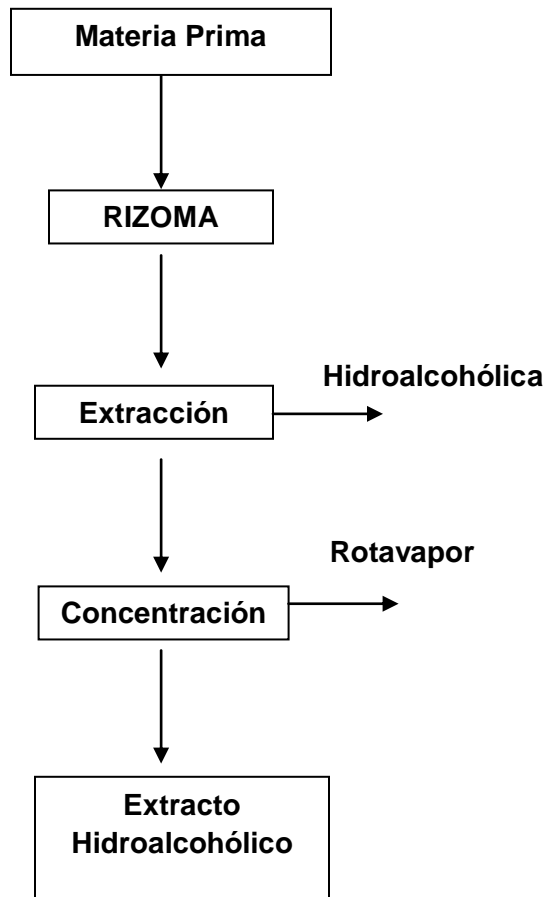 Materia Prima
RIZOMA
Hidroalcohólica
Extracción
Rotavapor
Concentración
Extracto
Hidroalcohólico